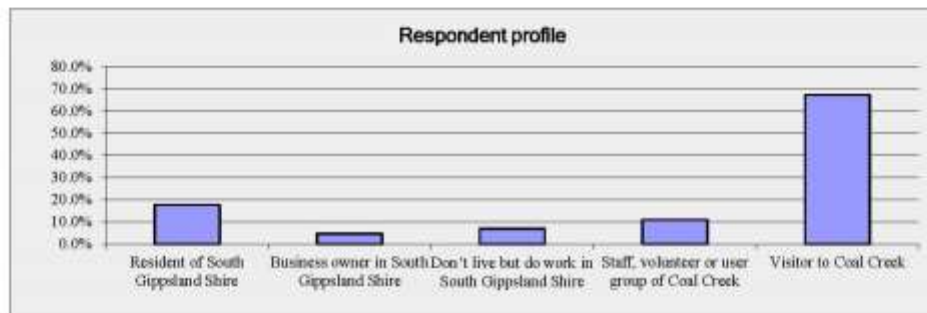 Respondent profile
80.0%
70.0%
60.0%
50.0%
40.0%
30.0%
20.0%
10.0%
0.0%
Resident of South
Gippsland Shire
Business owner in South
Gippsland Shire
Don't live but do work in
South Gippsland Shire
Staff, volunteer or user
group of Coal Creek
Visitor to Coal Creek